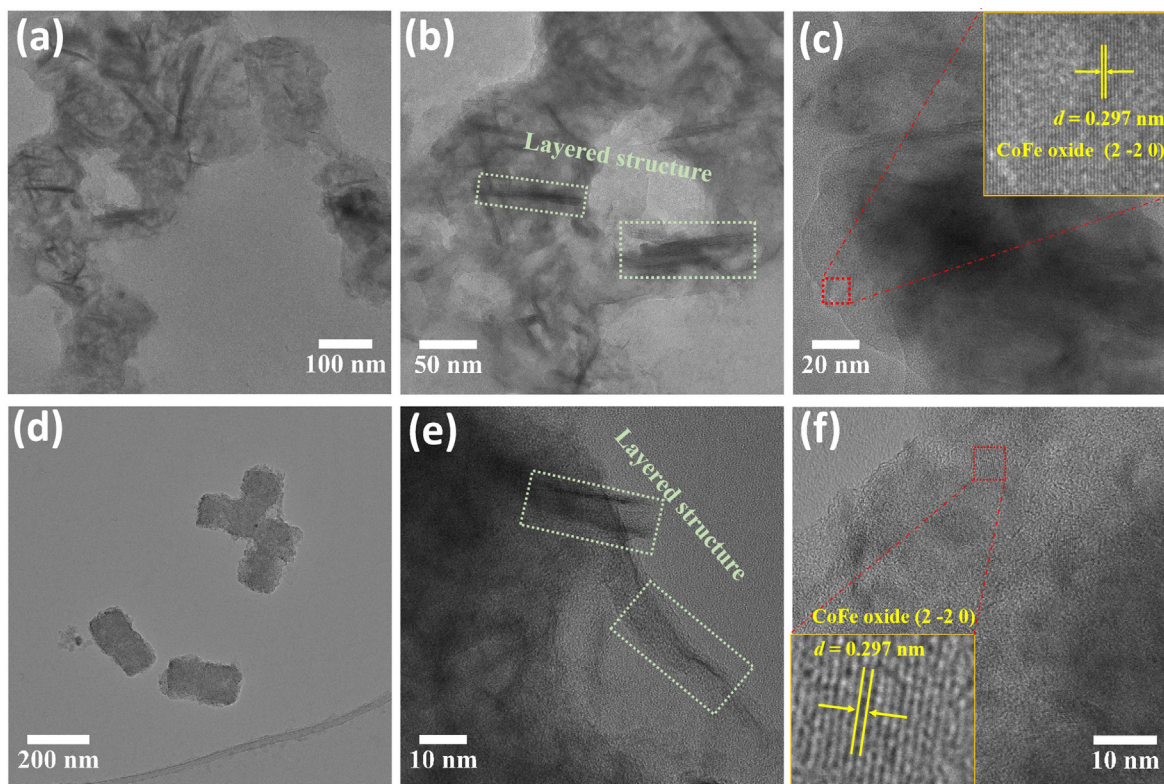 (a)
100 nm
(b)
Layered structure
50 nm
(c)
d = 0.297 nm
CoFe oxide (2 -2 0)
20 nm
(d)
200 nm
(e)
Layered structure
10 nm
(f)
CoFe oxide (2 -2 0)
d = 0.297 nm
10 nm